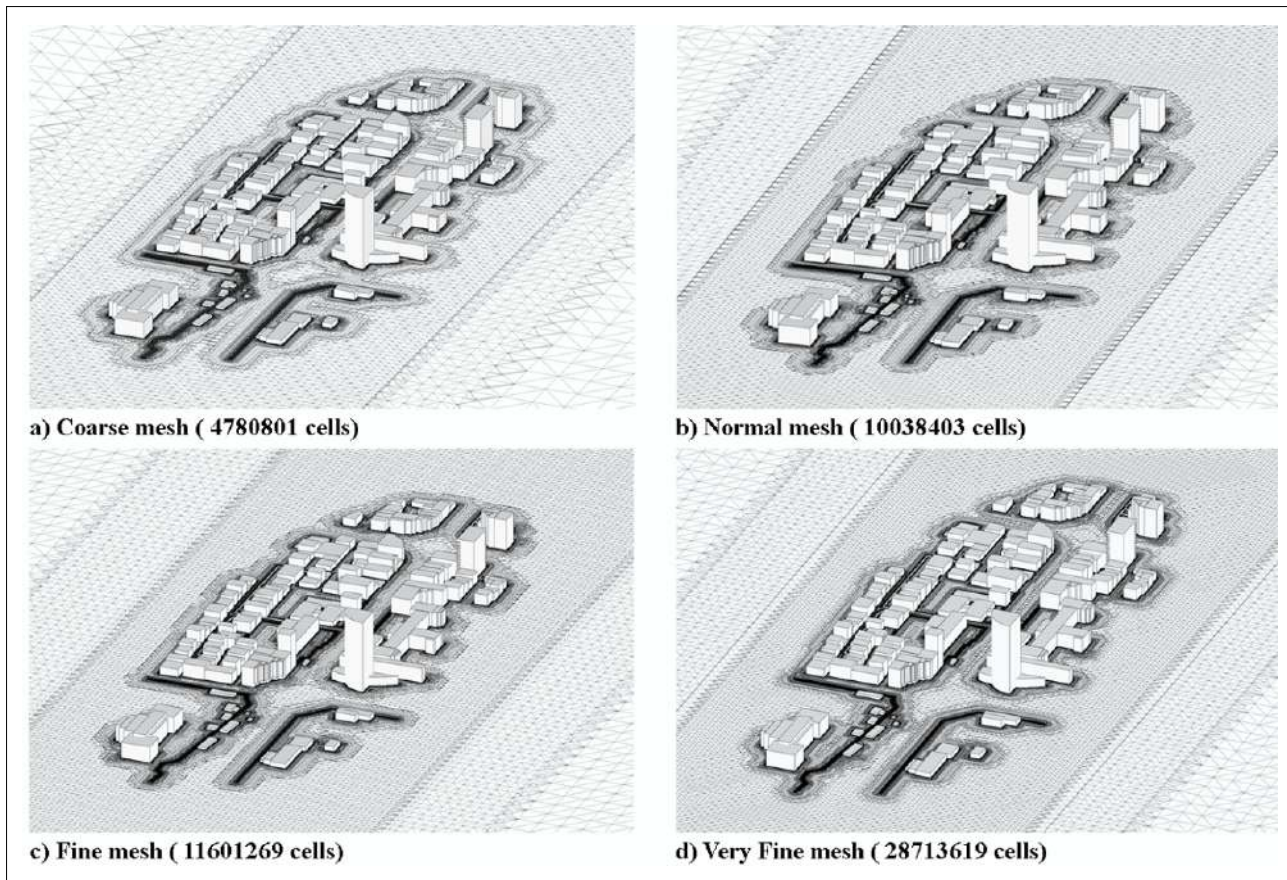 a) Coarse mesh ( 4780801 cells)
b) Normal mesh ( 10038403 cells)
c) Fine mesh ( 11601269 cells)
d) Very Fine mesh ( 28713619 cells)